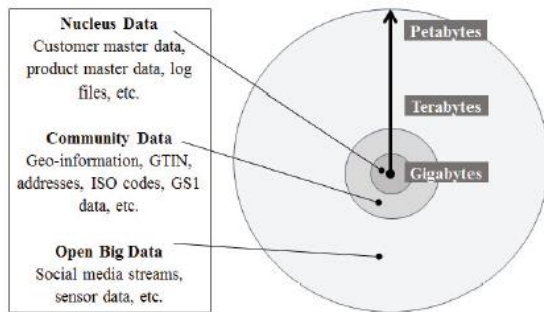 Nucleus Data
Customer master data,
product master data, log
files, etc.
Community Data
Geo-information, GTIN,
addresses, ISO codes, GS1
data, etc.
Open Big Data
Social media streams,
sensor data, etc.
Petabytes
Terabytes
Gigabytes